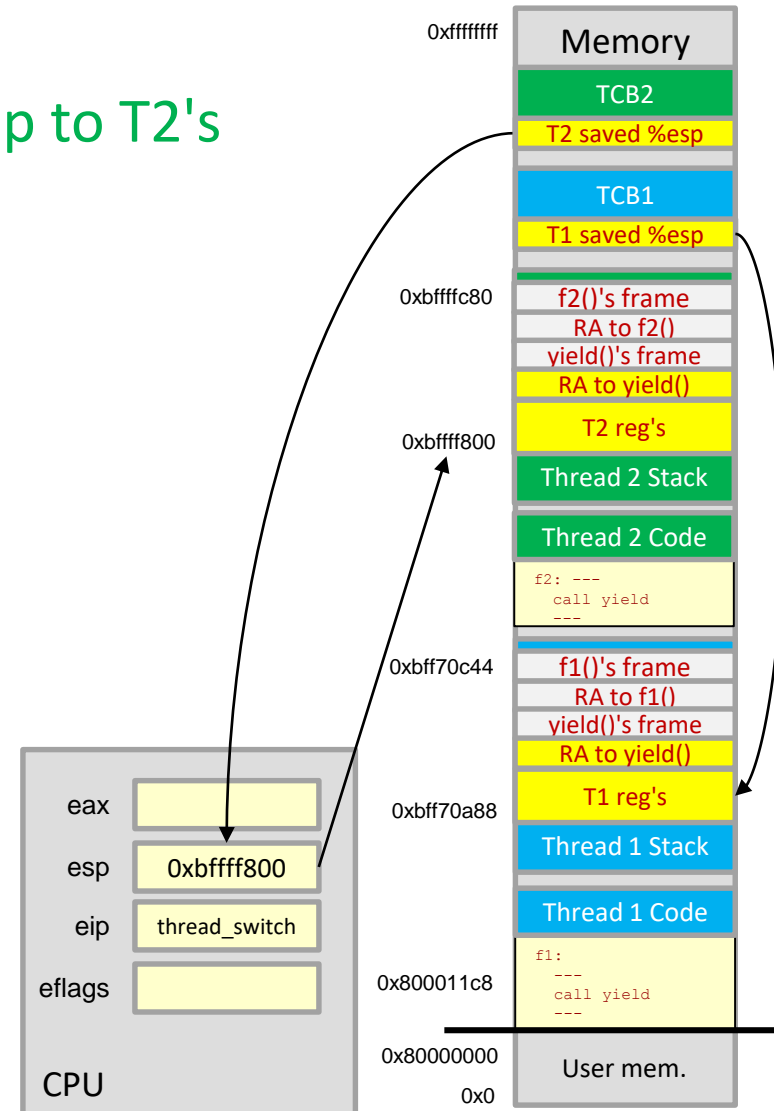 p to T2's
0xffffffff
Memory
TCB2
T2 saved %esp
TCB1
T1 saved %esp
0xbffffc80
f2()'s frame
RA to f2()
yield()'s frame
RA to yield()
T2 reg's
0xbffff800
Thread 2 Stack
Thread 2 Code
f2: ---
call yield
---
0xbff70c44
f1()'s frame
RA to f1()
yield()'s frame
RA to yield()
T1 reg's
0xbff70a88
Thread 1 Stack
Thread 1 Code
f1:
---
call yield
---
0x800011c8
0x80000000
User mem.
0x0
eax
esp 0xbffff800
eip thread_switch
eflags
CPU